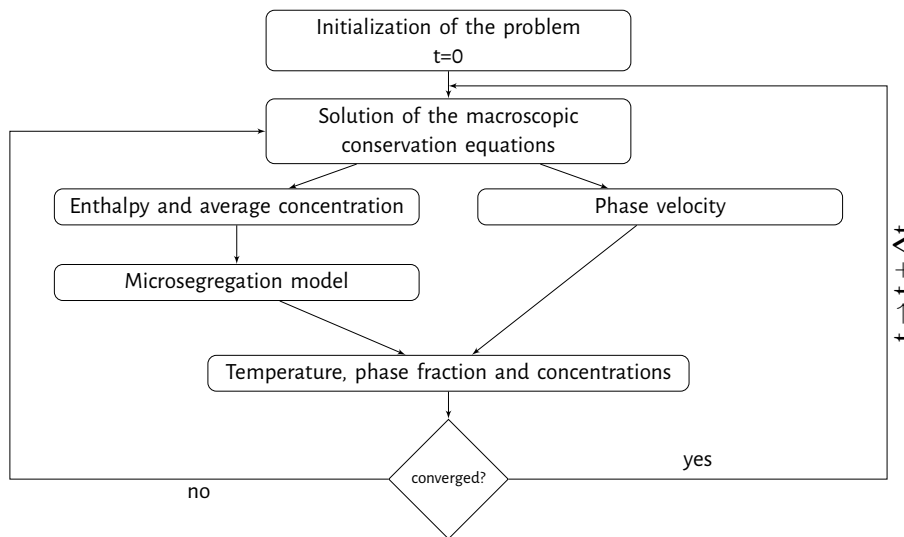 Initialization of the problem
t=0
Solution of the macroscopic
conservation equations
Enthalpy and average concentration
Phase velocity
Microsegregation model
Temperature, phase fraction and concentrations
converged?
no
yes
t→t+Δt